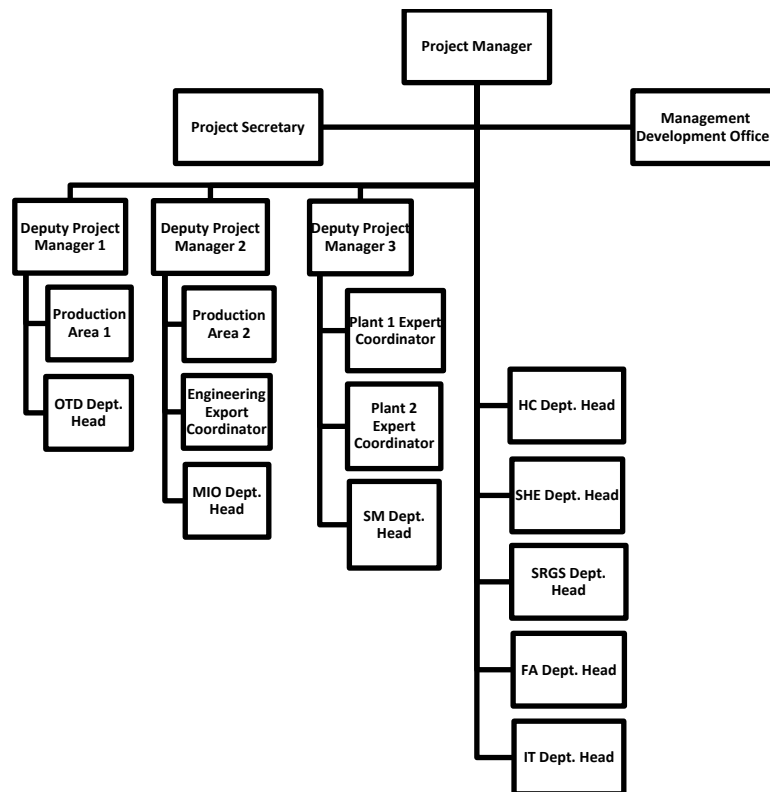 Project Manager
Project Secretary
Management
Development Office
Deputy Project
Manager 1
Deputy Project
Manager 2
Deputy Project
Manager 3
Production
Area 1
OTD Dept.
Head
Production
Area 2
Engineering
Export
Coordinator
MIO Dept.
Head
Plant 1 Expert
Coordinator
Plant 2
Expert
Coordinator
SM Dept.
Head
HC Dept. Head
SHE Dept. Head
SRGS Dept.
Head
FA Dept. Head
IT Dept. Head